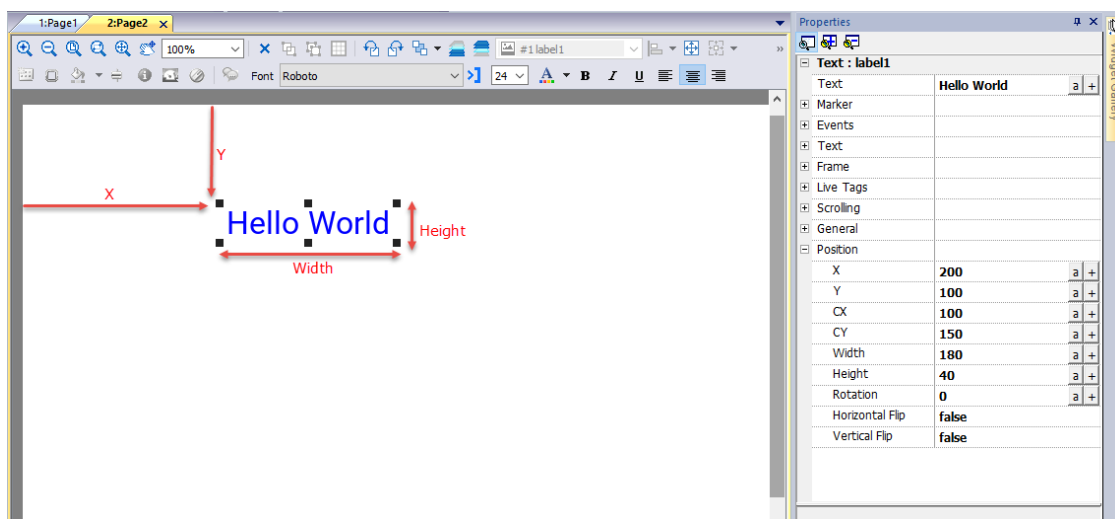 1:Page1 2:Page2 x
Properties
100% #1 label1 »
Font Roboto 24 A B I U
Text : label1
Text Hello World a +
Marker
Events
Text
Frame
Live Tags
Scrolling
General
Position
X 200 a +
Y 100 a +
CX 100 a +
CY 150 a +
Width 180 a +
Height 40 a +
Rotation 0 a +
Horizontal Flip false
Vertical Flip false
Widget Gallery
Y
X
Hello World
Height
Width